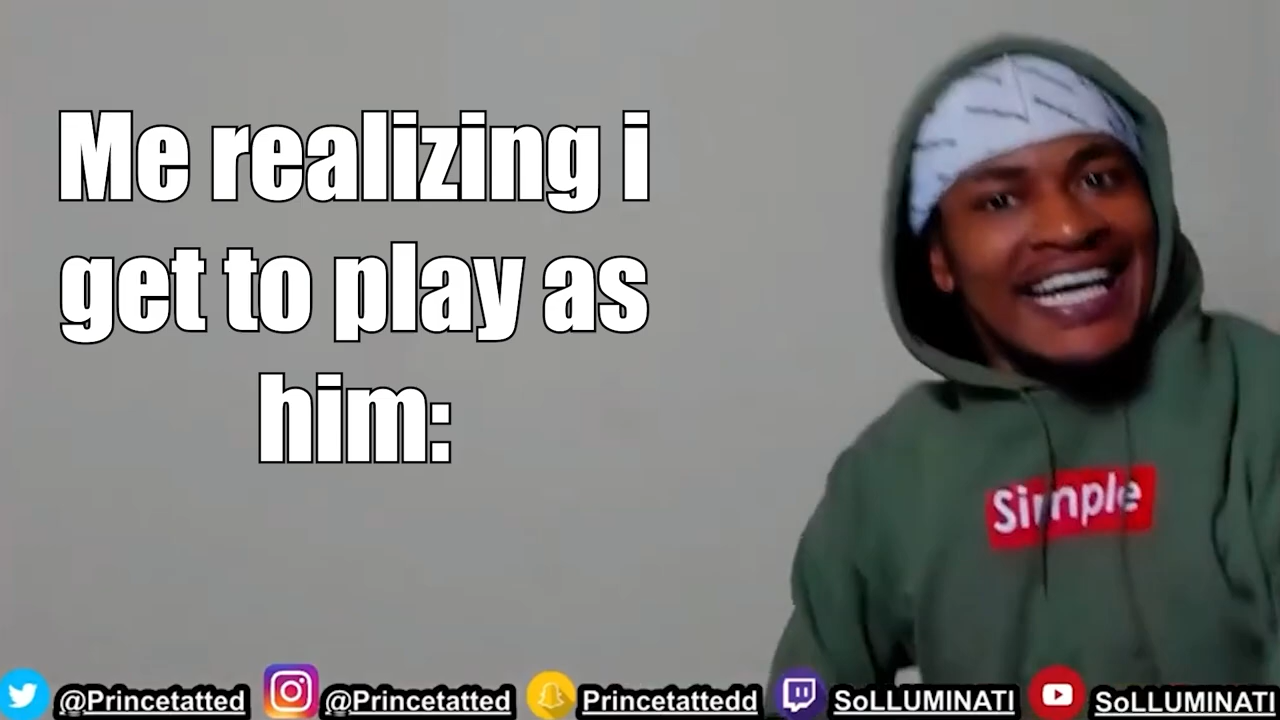 Me realizing i
get to play as
him:
Simple
@Princetatted @Princetatted Princetattedd SoLLUMINATI SoLLUMINATI